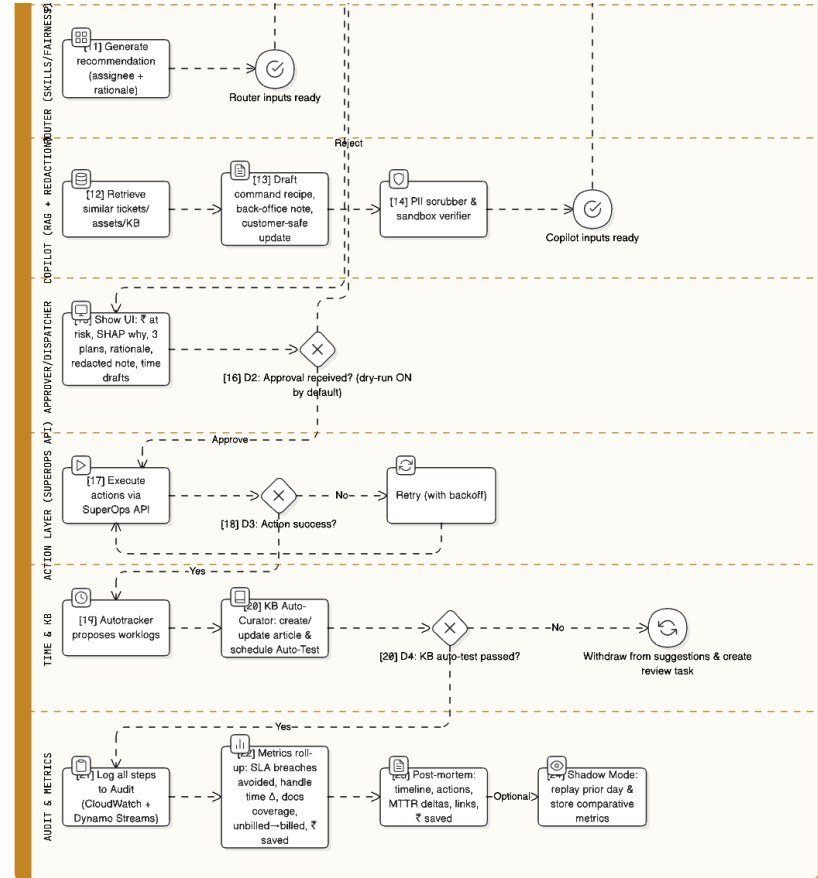 ROUTER (SKILLS/FAIRNESS)
[11] Generate
recommendation
(assignee +
rationale)
Router inputs ready
Reject
COPILOT (RAG + REDACTION)
[12] Retrieve
similar tickets/
assets/KB
[13] Draft
command recipe,
back-office note,
customer-safe
update
[14] PII scrubber &
sandbox verifier
Copilot inputs ready
APPROVER/DISPATCHER
Show UI: ₹ at
risk, SHAP why, 3
plans, rationale,
redacted note, time
drafts
[16] D2: Approval received? (dry-run ON
by default)
Approve
ACTION LAYER (SUPEROPS API)
[17] Execute
actions via
SuperOps API
[18] D3: Action success?
No
Retry (with backoff)
Yes
TIME & KB
[19] Autotracker
proposes worklogs
[20] KB Auto-
Curator: create/
update article &
schedule Auto-Test
[20] D4: KB auto-test passed?
No
Withdraw from suggestions & create
review task
Yes
AUDIT & METRICS
[21] Log all steps
to Audit
(CloudWatch +
Dynamo Streams)
[22] Metrics roll-
up: SLA breaches
avoided, handle
time Δ, docs
coverage,
unbilled→billed, ₹
saved
[23] Post-mortem:
timeline, actions,
MTTR deltas, links,
₹ saved
Optional
[24] Shadow Mode:
replay prior day &
store comparative
metrics